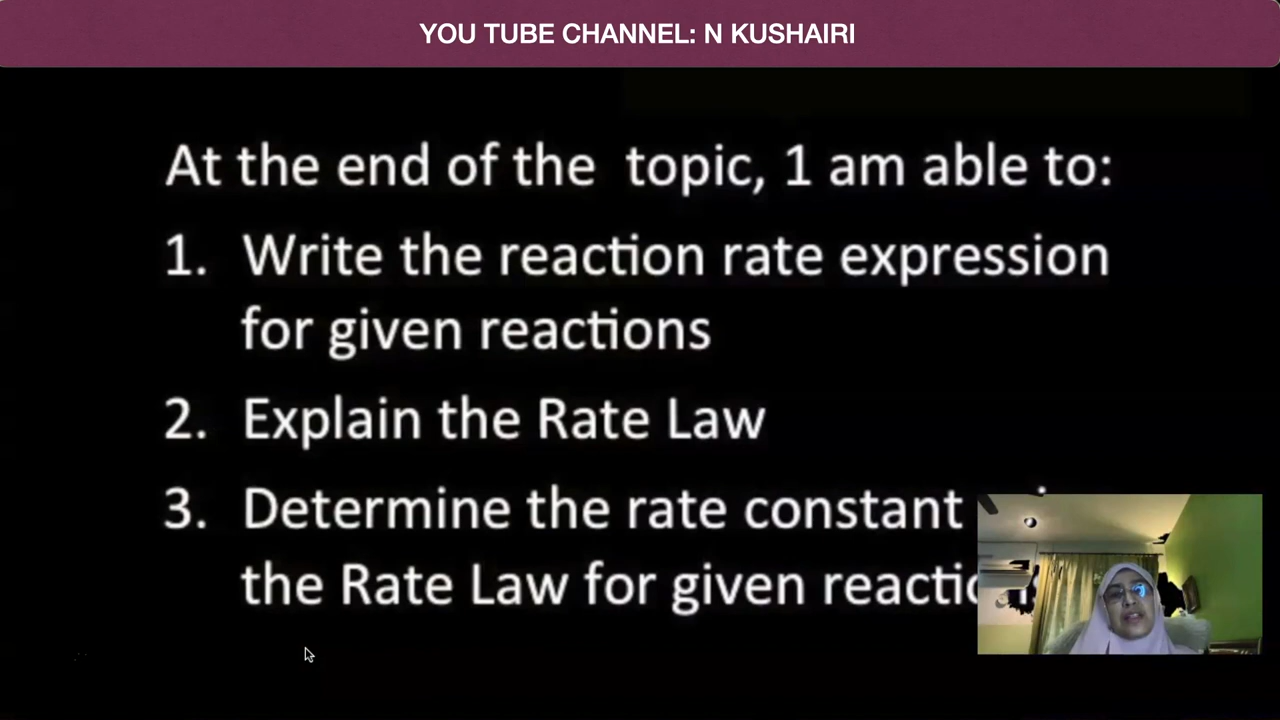 YOU TUBE CHANNEL: N KUSHAIRI
At the end of the topic, 1 am able to:
1. Write the reaction rate expression
for given reactions
2. Explain the Rate Law
3. Determine the rate constant
the Rate Law for given